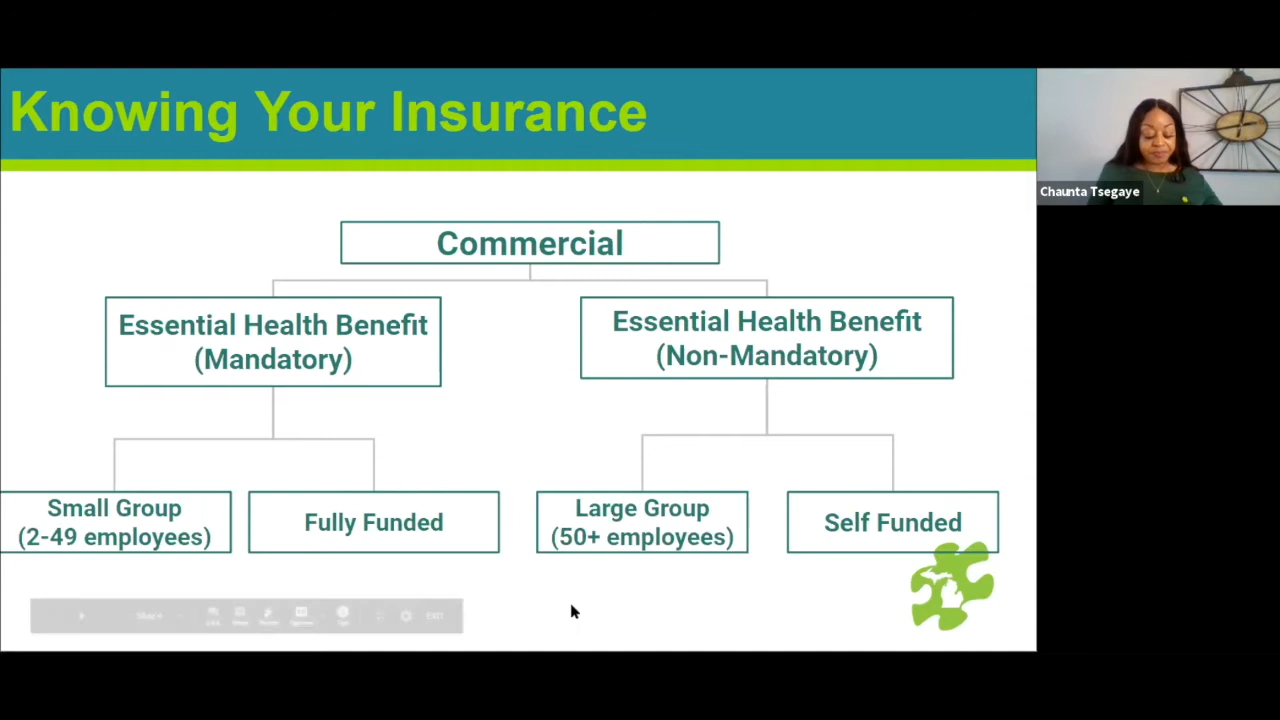 Knowing Your Insurance
Chaunta Tsegaye
Commercial
Essential Health Benefit
(Mandatory)
Essential Health Benefit
(Non-Mandatory)
Small Group
(2-49 employees)
Fully Funded
Large Group
(50+ employees)
Self Funded
EXIT